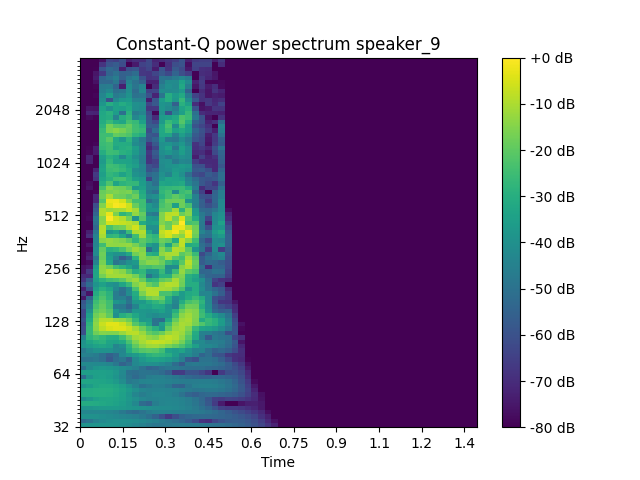 Constant-Q power spectrum speaker_9
Hz
2048
1024
512
256
128
64
32
0 0.15 0.3 0.45 0.6 0.75 0.9 1.1 1.2 1.4
Time
+0 dB
-10 dB
-20 dB
-30 dB
-40 dB
-50 dB
-60 dB
-70 dB
-80 dB